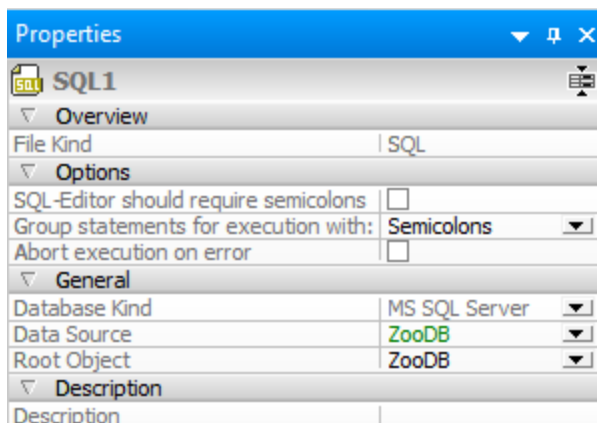 Properties
SQL1
Overview
File Kind SQL
Options
SQL-Editor should require semicolons
Group statements for execution with: Semicolons
Abort execution on error
General
Database Kind MS SQL Server
Data Source ZooDB
Root Object ZooDB
Description
Description